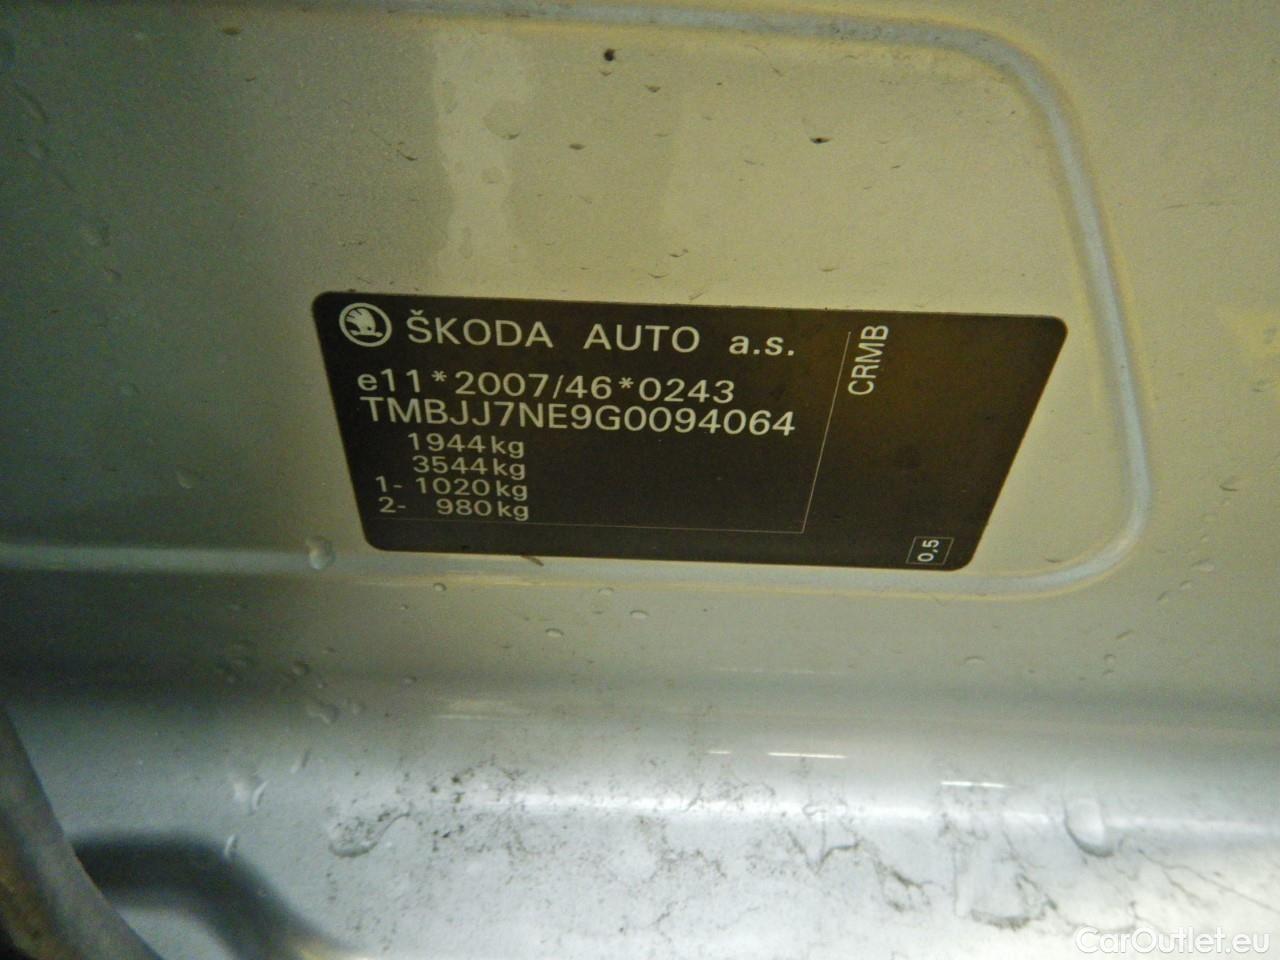 ŠKODA AUTO a.s.
e11*2007/46*0243
TMBJJ7NE9G0094064
1944kg
3544kg
1- 1020kg
2- 980kg
CRMB
0,5
CarOutlet.eu